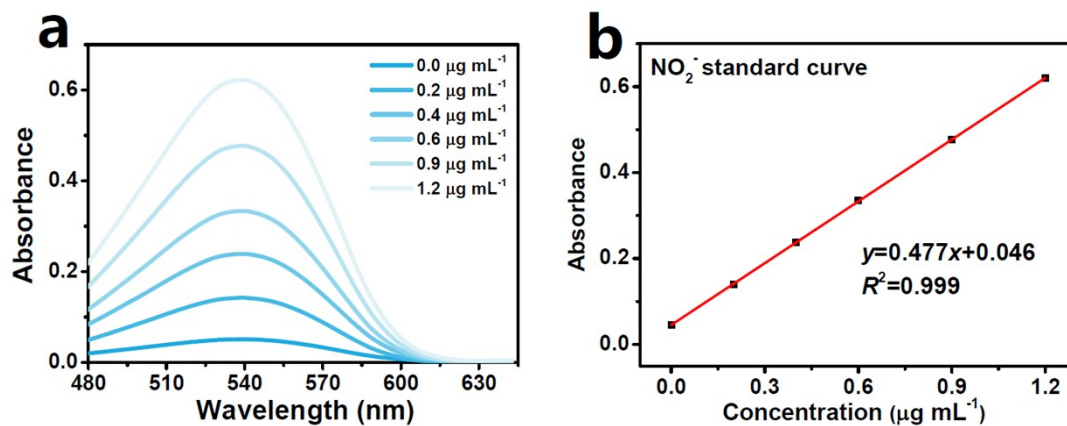 a
Absorbance
0.6
0.4
0.2
0.0
480
510
540
570
600
630
Wavelength (nm)
0.0 μg mL⁻¹
0.2 μg mL⁻¹
0.4 μg mL⁻¹
0.6 μg mL⁻¹
0.9 μg mL⁻¹
1.2 μg mL⁻¹
b
NO₂⁻ standard curve
Absorbance
0.6
0.4
0.2
0.0
y=0.477x+0.046
R²=0.999
0.0
0.3
0.6
0.9
1.2
Concentration (μg mL⁻¹)